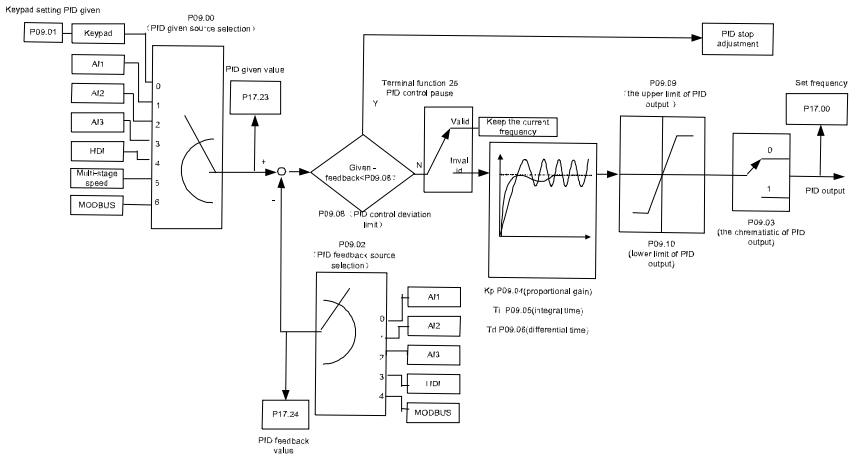 Keypad setting PID given
P09.00
(PID given source selection)
P09.01
Keypad
AI1
AI2
AI3
HDI
Multi-stage
speed
MODBUS
0
1
2
3
4
5
6
PID given value
P17.23
+
-
Y
N
Given -
feedback<P09.08?
P09.08 (PID control deviation
limit)
Terminal function 25
PID control pause
Valid
Inval
id
Keep the current
frequency
PID stop
adjustment
Kp P09.04(proportional gain)
Ti P09.05(integral time)
Td P09.06(differential time)
P09.09
(the upper limit of PID
output)
P09.10
(lower limit of PID
output)
0
1
P09.03
(the chrematistic of PID
output)
Set frequency
P17.00
PID output
P09.02
(PID feedback source
selection)
0
1
2
3
4
AI1
AI2
AI3
HDI
MODBUS
P17.24
PID feedback
value